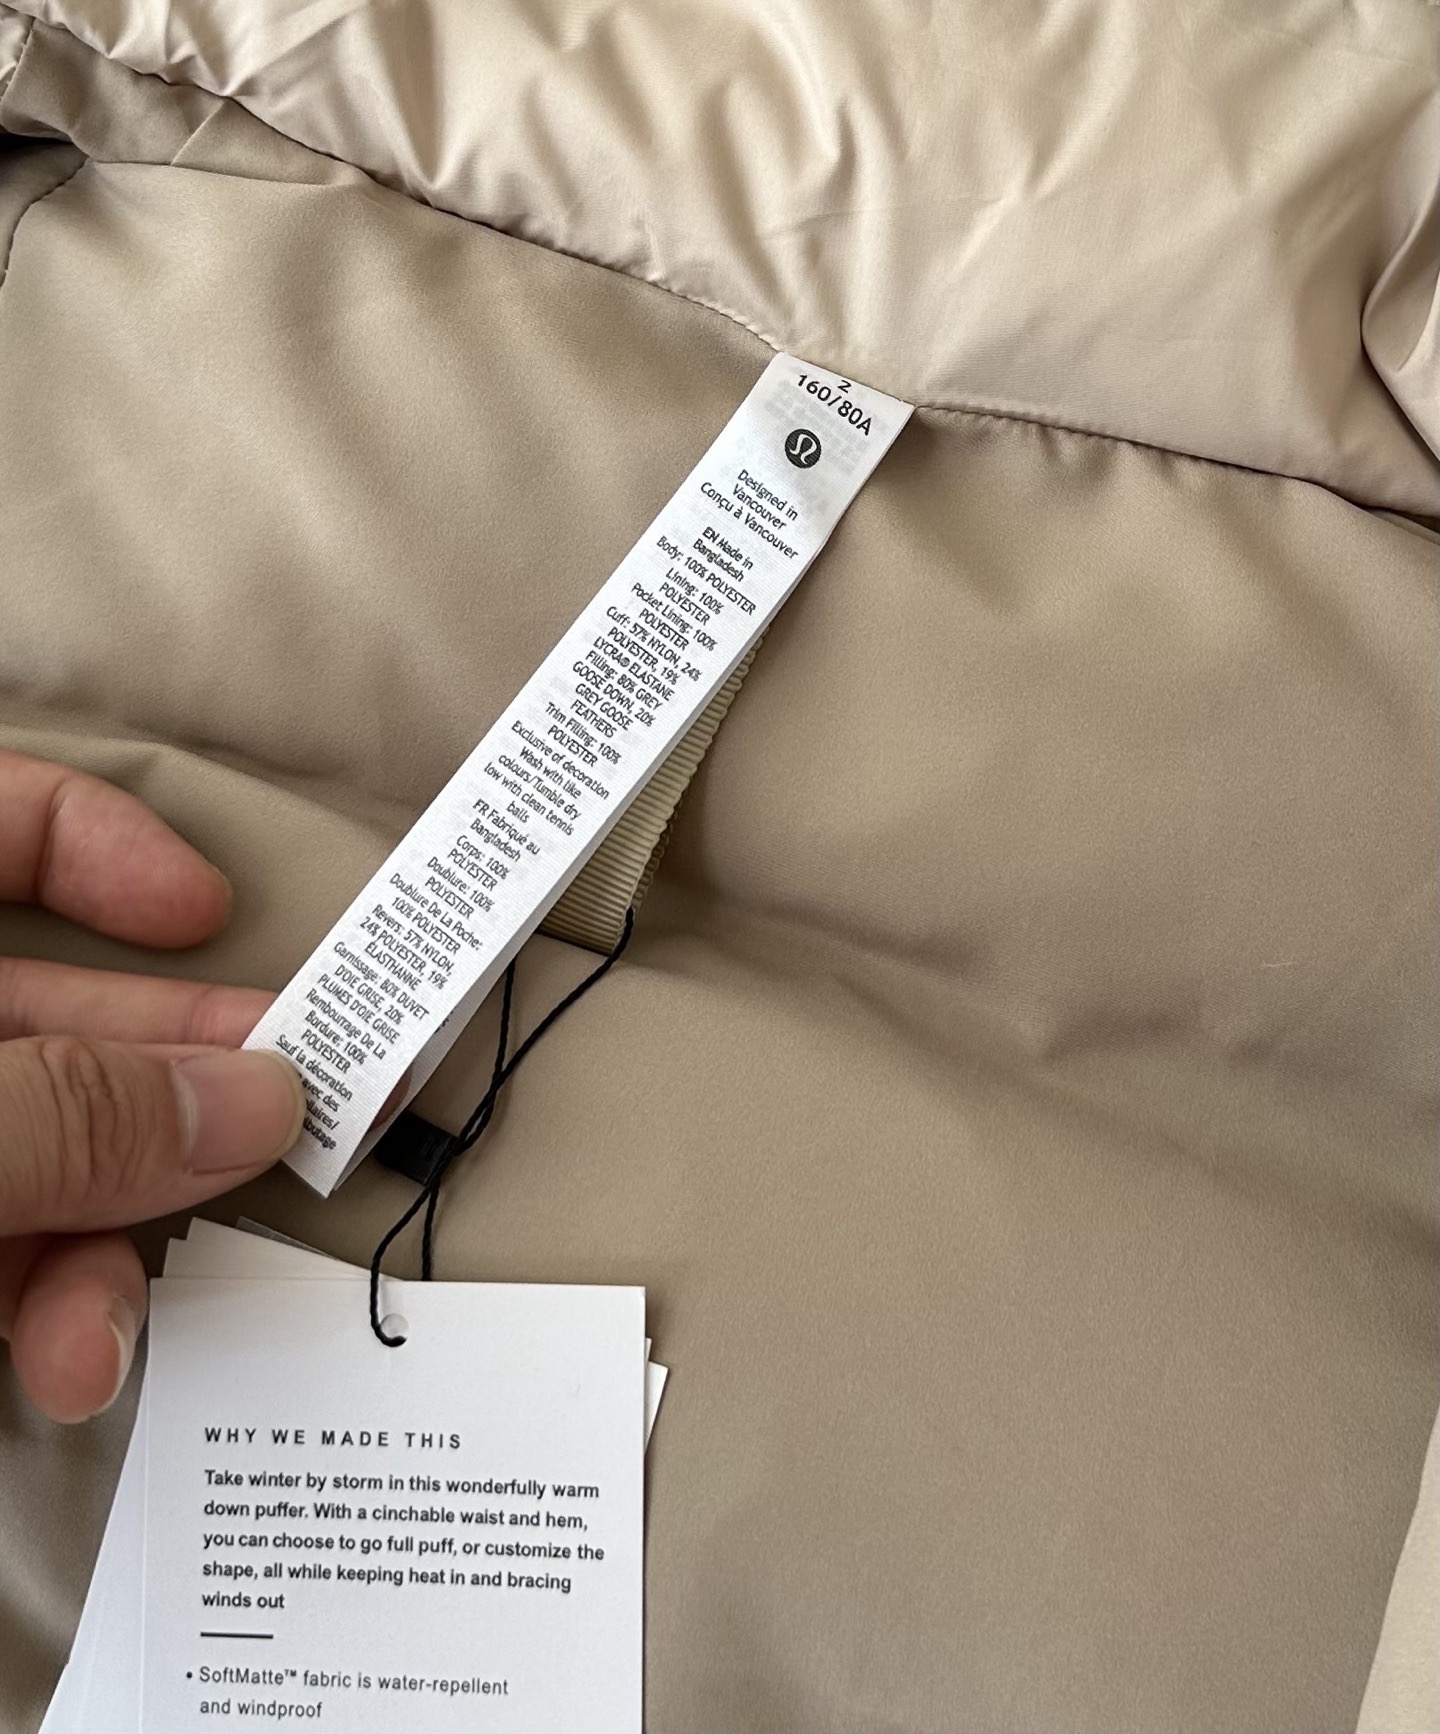 2
160/80A
Designed in
Vancouver
Conçu à Vancouver
EN Made in
Bangladesh
Body: 100% POLYESTER
Lining: 100%
POLYESTER
Pocket Lining: 100%
POLYESTER
Cuff: 57% NYLON, 24%
POLYESTER, 19%
LYCRA® ELASTANE
Filling: 80% GREY
GOOSE DOWN, 20%
GREY GOOSE
FEATHERS
Trim Filling: 100%
POLYESTER
Exclusive of decoration
Wash with like
colours/Tumble dry
low with clean tennis
balls
FR Fabriqué au
Bangladesh
Corps: 100%
POLYESTER
Doublure: 100%
POLYESTER
Doublure De La Poche:
100% POLYESTER
Revers: 57% NYLON,
24% POLYESTER, 19%
ÉLASTHANNE
Garnissage: 80% DUVET
D'OIE GRISE, 20%
PLUMES D'OIE GRISE
Rembourrage De La
Bordure: 100%
POLYESTER
Sauf la décoration
avec des
WHY WE MADE THIS
Take winter by storm in this wonderfully warm
down puffer. With a cinchable waist and hem,
you can choose to go full puff, or customize the
shape, all while keeping heat in and bracing
winds out
• SoftMatte™ fabric is water-repellent
and windproof